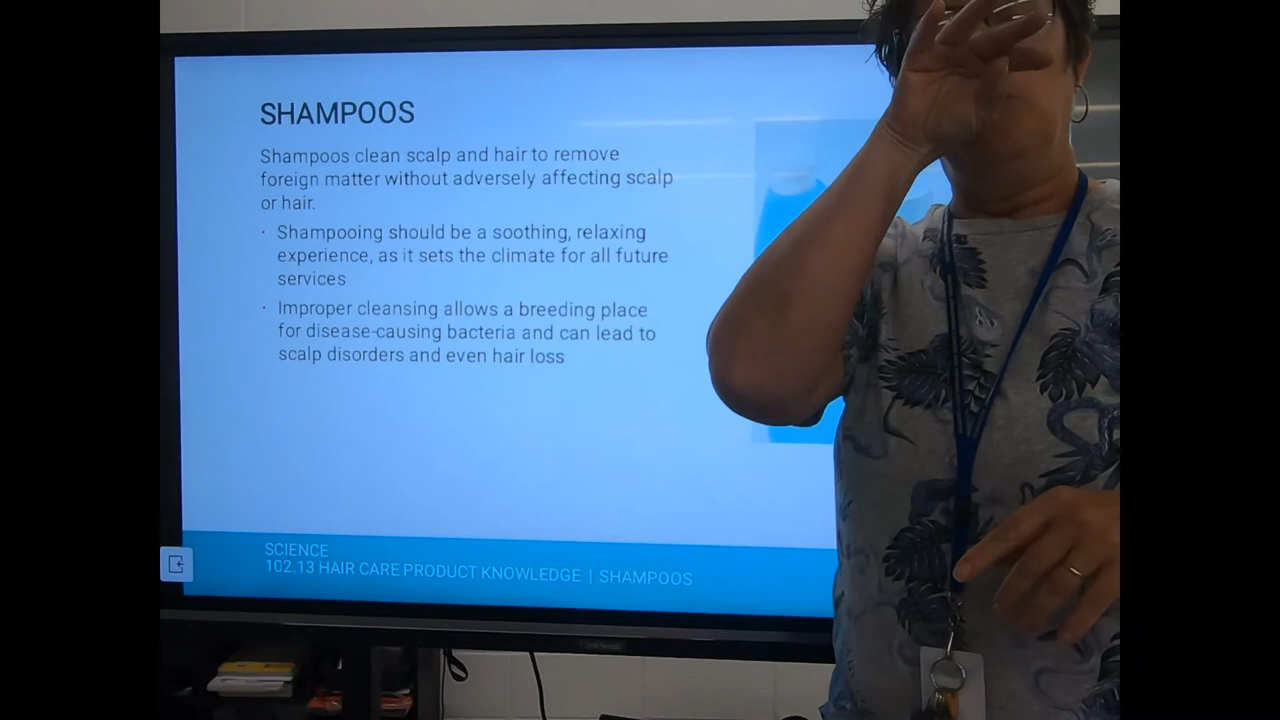 SHAMPOOS
Shampoos clean scalp and hair to remove
foreign matter without adversely affecting scalp
or hair.
· Shampooing should be a soothing, relaxing
experience, as it sets the climate for all future
services
· Improper cleansing allows a breeding place
for disease-causing bacteria and can lead to
scalp disorders and even hair loss
SCIENCE
102.13 HAIR CARE PRODUCT KNOWLEDGE | SHAMPOOS
ViewSonic